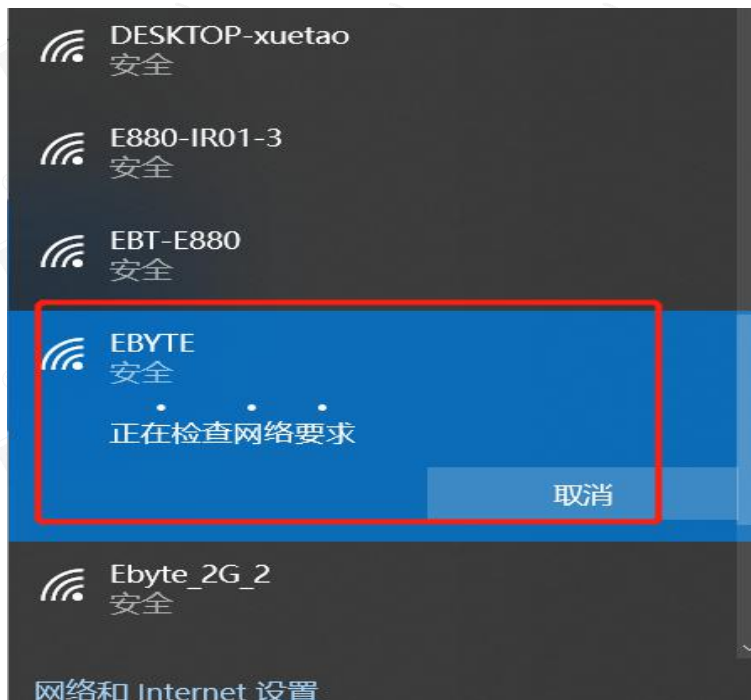 DESKTOP-xuetao
安全
E880-IR01-3
安全
EBT-E880
安全
EBYTE
安全
正在检查网络要求
取消
Ebyte_2G_2
安全
网络和 Internet 设置